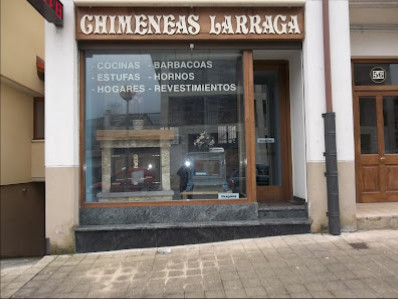 CHIMENEAS LARRAGA
- COCINAS - BARBACOAS
- ESTUFAS - HORNOS
- HOGARES - REVESTIMIENTOS